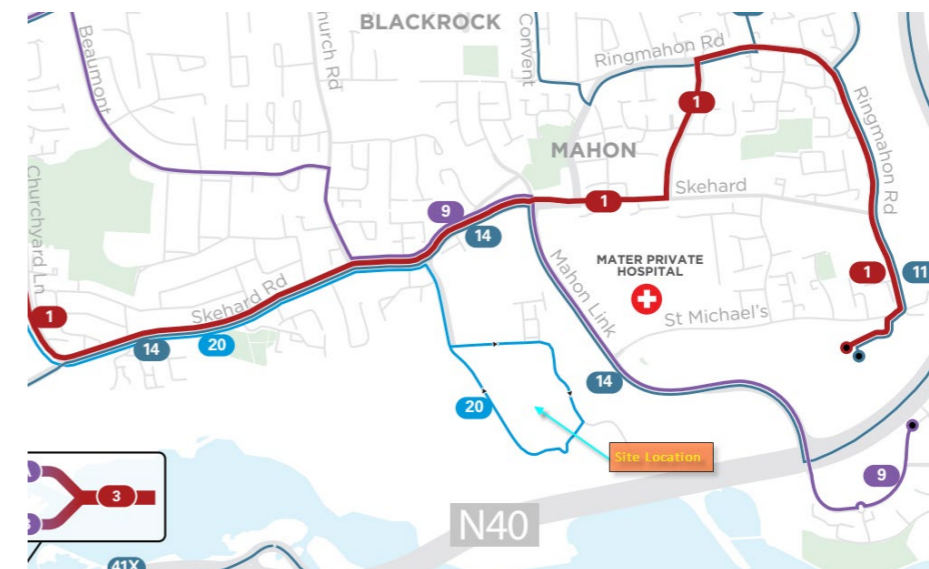 BLACKROCK
Beaumont
hurch Rd
Convent
Ringmahon Rd
1
Ringmahon Rd
MAHON
Skehard
1
9
14
Churchyard Ln
Mahon Link
MATER PRIVATE
HOSPITAL
1
11
St Michael's
Skehard Rd
1
14
20
14
20
Site Location
9
3
N40
41X